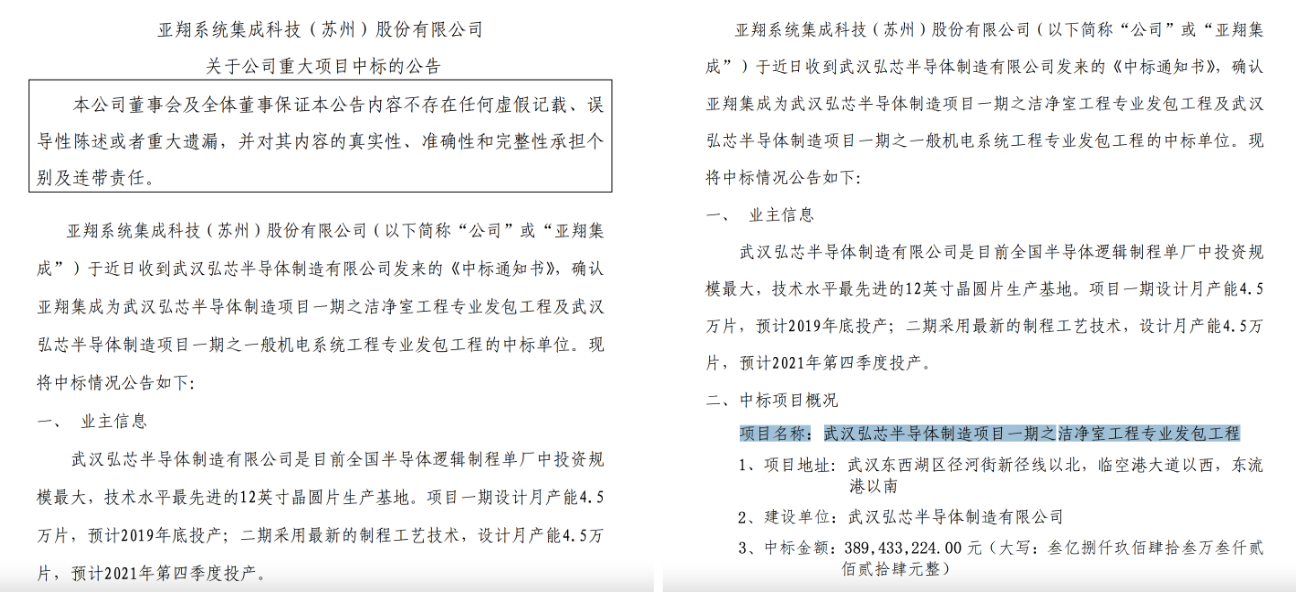 亚翔系统集成科技（苏州）股份有限公司
关于公司重大项目中标的公告
本公司董事会及全体董事保证本公告内容不存在任何虚假记载、误
导性陈述或者重大遗漏，并对其内容的真实性、准确性和完整性承担个
别及连带责任。
亚翔系统集成科技（苏州）股份有限公司（以下简称“公司”或“亚翔集
成”）于近日收到武汉弘芯半导体制造有限公司发来的《中标通知书》，确认
亚翔集成为武汉弘芯半导体制造项目一期之洁净室工程专业发包工程及武汉
弘芯半导体制造项目一期之一般机电系统工程专业发包工程的中标单位。现
将中标情况公告如下：
一、 业主信息
武汉弘芯半导体制造有限公司是目前全国半导体逻辑制程单厂中投资规
模最大，技术水平最先进的12英寸晶圆片生产基地。项目一期设计月产能4.5
万片，预计2019年底投产；二期采用最新的制程工艺技术，设计月产能4.5万
片，预计2021年第四季度投产。
亚翔系统集成科技（苏州）股份有限公司（以下简称“公司”或“亚翔集
成”）于近日收到武汉弘芯半导体制造有限公司发来的《中标通知书》，确认
亚翔集成为武汉弘芯半导体制造项目一期之洁净室工程专业发包工程及武汉
弘芯半导体制造项目一期之一般机电系统工程专业发包工程的中标单位。现
将中标情况公告如下：
一、 业主信息
武汉弘芯半导体制造有限公司是目前全国半导体逻辑制程单厂中投资规
模最大，技术水平最先进的12英寸晶圆片生产基地。项目一期设计月产能4.5
万片，预计2019年底投产；二期采用最新的制程工艺技术，设计月产能4.5万
片，预计2021年第四季度投产。
二、中标项目概况
项目名称：武汉弘芯半导体制造项目一期之洁净室工程专业发包工程
1、项目地址：武汉东西湖区径河街新径线以北，临空港大道以西，东流
港以南
2、建设单位：武汉弘芯半导体制造有限公司
3、中标金额：389,433,224.00 元（大写：叁亿捌仟玖佰肆拾叁万叁仟贰
佰贰拾肆元整）